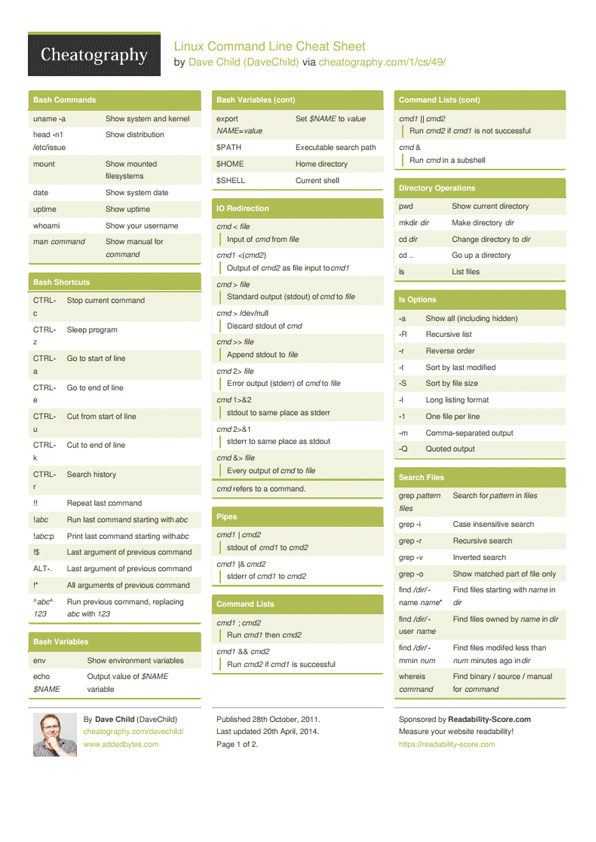 Cheatography
Linux Command Line Cheat Sheet
by Dave Child (DaveChild) via cheatography.com/1/cs/49/
Bash Commands
uname -a Show system and kernel
head -n1 Show distribution
/etc/issue
mount Show mounted
filesystems
date Show system date
uptime Show uptime
whoami Show your username
man command Show manual for
command
Bash Shortcuts
CTRL- Stop current command
c
CTRL- Sleep program
z
CTRL- Go to start of line
a
CTRL- Go to end of line
e
CTRL- Cut from start of line
u
CTRL- Cut to end of line
k
CTRL- Search history
r
!! Repeat last command
!abc Run last command starting with abc
!abc:p Print last command starting with abc
!$ Last argument of previous command
ALT-. Last argument of previous command
!* All arguments of previous command
^abc^ Run previous command, replacing
123 abc with 123
Bash Variables
env Show environment variables
echo Output value of $NAME
$NAME variable
Bash Variables (cont)
export Set $NAME to value
NAME=value
$PATH Executable search path
$HOME Home directory
$SHELL Current shell
IO Redirection
cmd < file
Input of cmd from file
cmd1 <(cmd2)
Output of cmd2 as file input to cmd1
cmd > file
Standard output (stdout) of cmd to file
cmd > /dev/null
Discard stdout of cmd
cmd >> file
Append stdout to file
cmd 2> file
Error output (stderr) of cmd to file
cmd 1>&2
stdout to same place as stderr
cmd 2>&1
stderr to same place as stdout
cmd &> file
Every output of cmd to file
cmd refers to a command.
Pipes
cmd1 | cmd2
stdout of cmd1 to cmd2
cmd1 |& cmd2
stderr of cmd1 to cmd2
Command Lists
cmd1 ; cmd2
Run cmd1 then cmd2
cmd1 && cmd2
Run cmd2 if cmd1 is successful
Command Lists (cont)
cmd1 || cmd2
Run cmd2 if cmd1 is not successful
cmd &
Run cmd in a subshell
Directory Operations
pwd Show current directory
mkdir dir Make directory dir
cd dir Change directory to dir
cd .. Go up a directory
ls List files
ls Options
-a Show all (including hidden)
-R Recursive list
-r Reverse order
-t Sort by last modified
-S Sort by file size
-l Long listing format
-1 One file per line
-m Comma-separated output
-Q Quoted output
Search Files
grep pattern Search for pattern in files
files
grep -i Case insensitive search
grep -r Recursive search
grep -v Inverted search
grep -o Show matched part of file only
find /dir/ - Find files starting with name in
name name* dir
find /dir/ - Find files owned by name in dir
user name
find /dir/ - Find files modifed less than
mmin num num minutes ago in dir
whereis Find binary / source / manual
command for command
By Dave Child (DaveChild)
cheatography.com/davechild/
www.addedbytes.com
Published 28th October, 2011.
Last updated 20th April, 2014.
Page 1 of 2.
Sponsored by Readability-Score.com
Measure your website readability!
https://readability-score.com